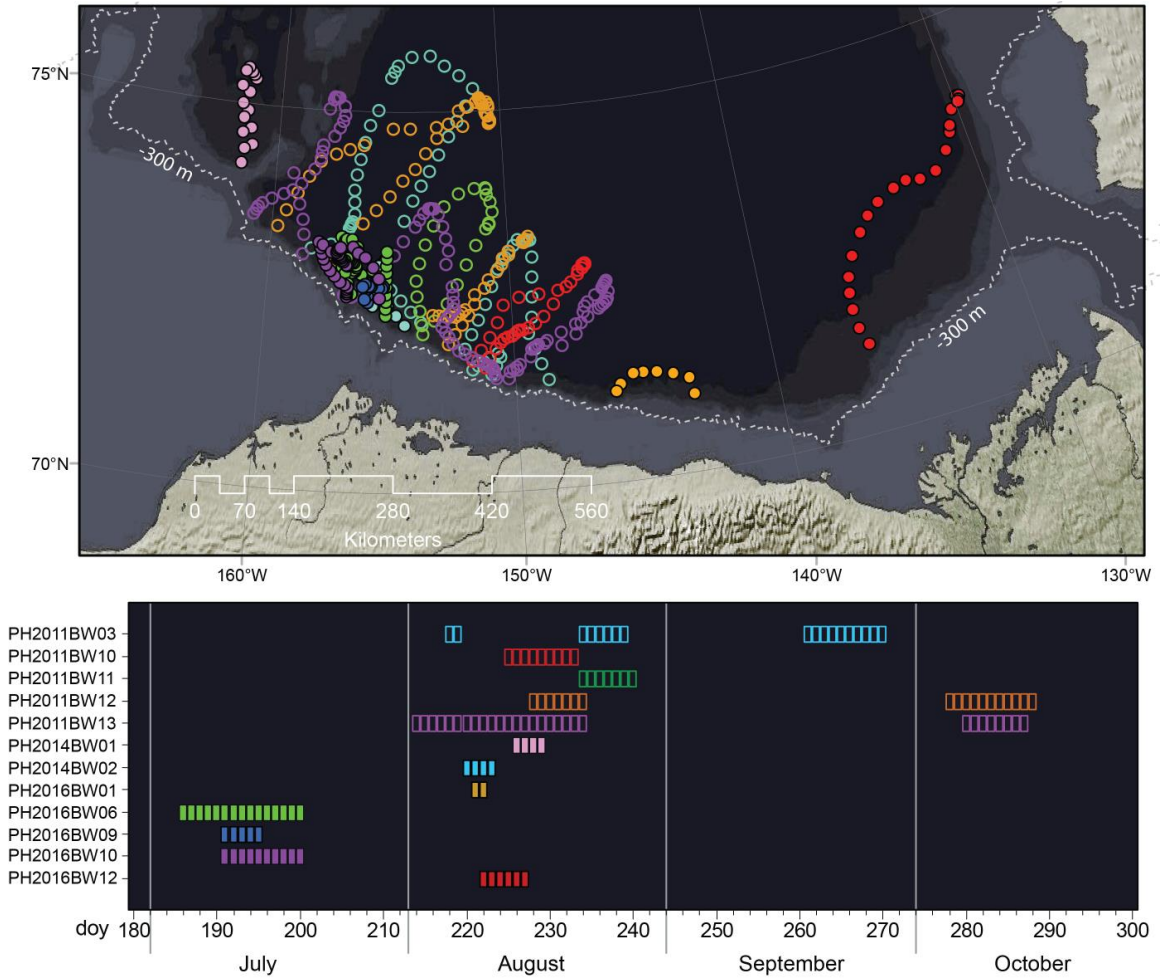 75°N
-300 m
-300 m
70°N
0 70 140 280 420 560
Kilometers
160°W 150°W 140°W 130°W
PH2011BW03
PH2011BW10
PH2011BW11
PH2011BW12
PH2011BW13
PH2014BW01
PH2014BW02
PH2016BW01
PH2016BW06
PH2016BW09
PH2016BW10
PH2016BW12
doy 180 190 200 210 220 230 240 250 260 270 280 290 300
July August September October